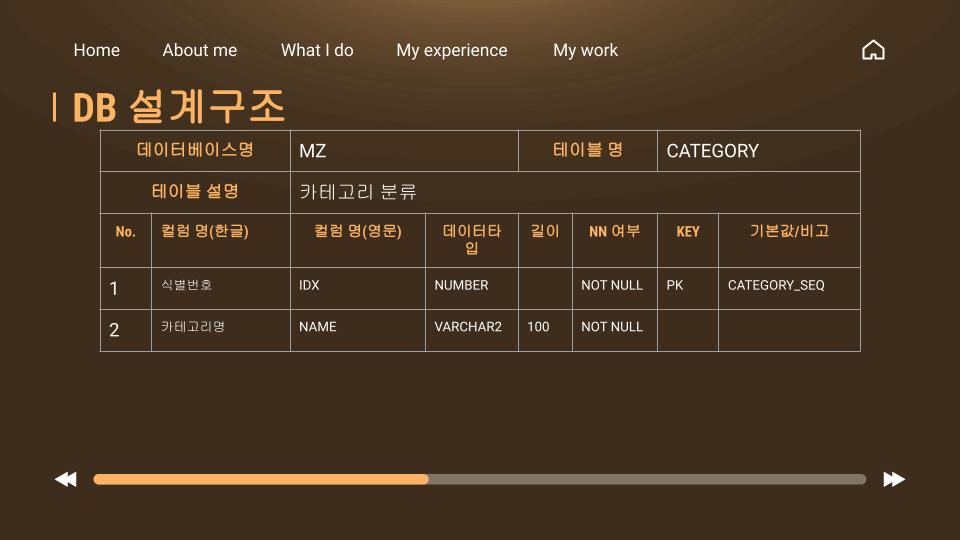 Home About me What I do My experience My work
DB 설계구조
데이터베이스명 MZ 테이블 명 CATEGORY
테이블 설명 카테고리 분류
No. 컬럼 명(한글) 컬럼 명(영문) 데이터타 길이 NN 여부 KEY 기본값/비고
입
1 식별번호 IDX NUMBER NOT NULL PK CATEGORY_SEQ
2 카테고리명 NAME VARCHAR2 100 NOT NULL